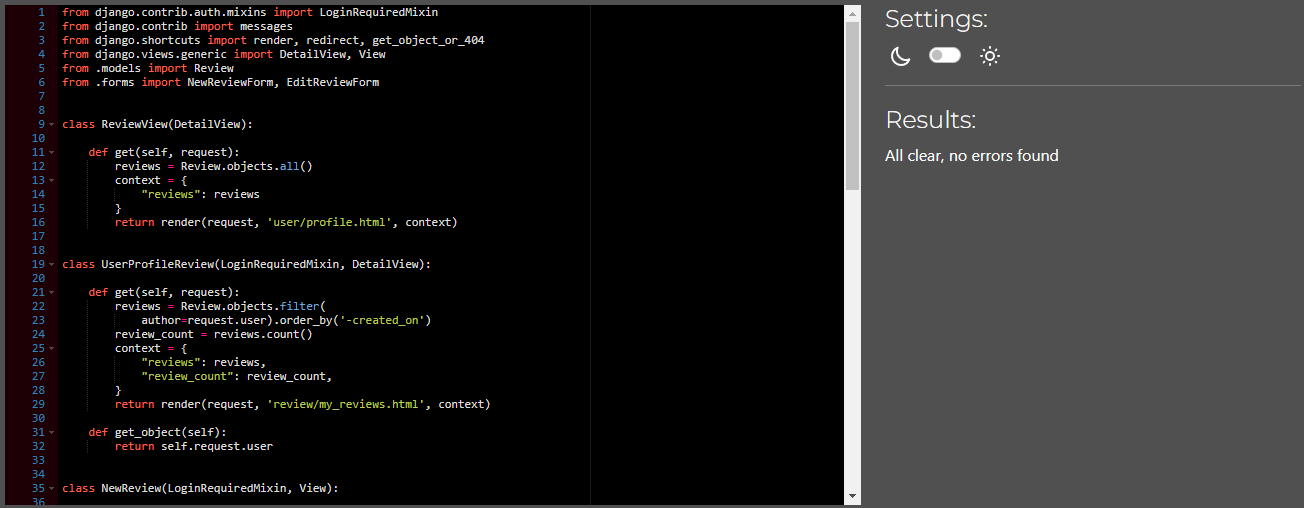 1 from django.contrib.auth.mixins import LoginRequiredMixin
2 from django.contrib import messages
3 from django.shortcuts import render, redirect, get_object_or_404
4 from django.views.generic import DetailView, View
5 from .models import Review
6 from .forms import NewReviewForm, EditReviewForm
7
8
9 class ReviewView(DetailView):
10
11     def get(self, request):
12         reviews = Review.objects.all()
13         context = {
14             "reviews": reviews
15         }
16         return render(request, 'user/profile.html', context)
17
18
19 class UserProfileReview(LoginRequiredMixin, DetailView):
20
21     def get(self, request):
22         reviews = Review.objects.filter(
23             author=request.user).order_by('-created_on')
24         review_count = reviews.count()
25         context = {
26             "reviews": reviews,
27             "review_count": review_count,
28         }
29         return render(request, 'review/my_reviews.html', context)
30
31     def get_object(self):
32         return self.request.user
33
34
35 class NewReview(LoginRequiredMixin, View):
36
Settings:
Results:
All clear, no errors found